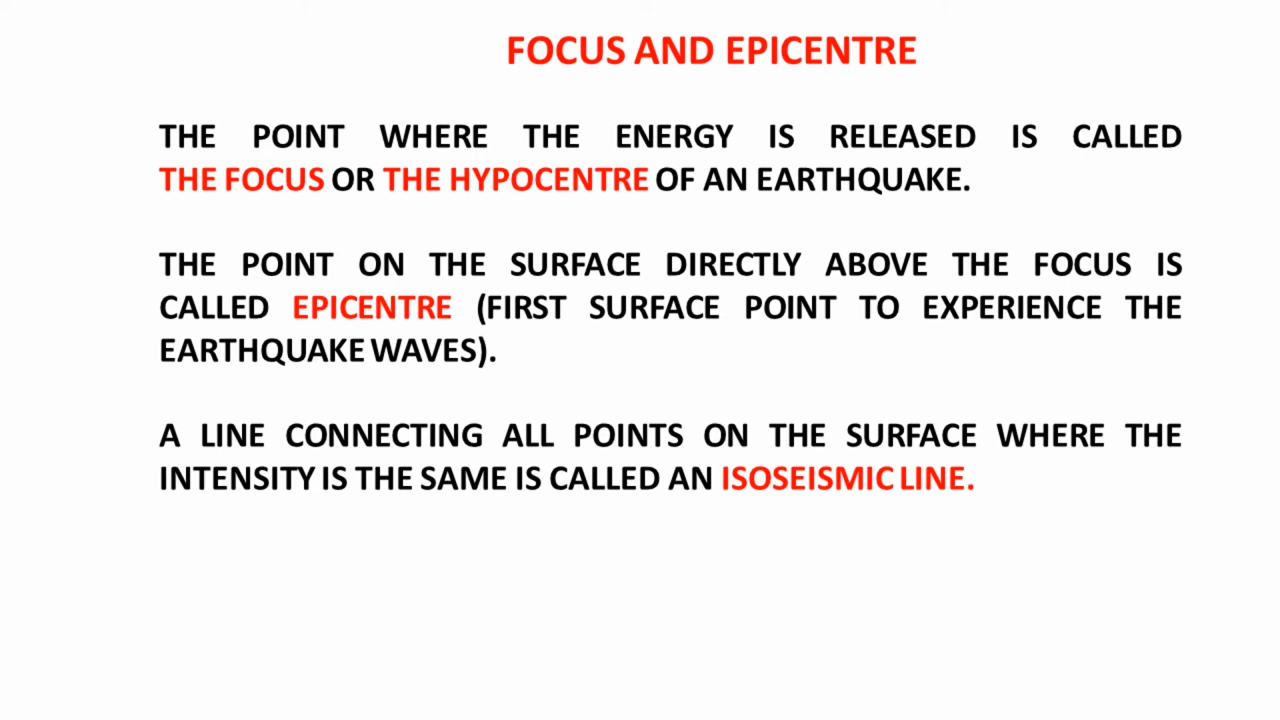 FOCUS AND EPICENTRE
THE POINT WHERE THE ENERGY IS RELEASED IS CALLED
THE FOCUS OR THE HYPOCENTRE OF AN EARTHQUAKE.
THE POINT ON THE SURFACE DIRECTLY ABOVE THE FOCUS IS
CALLED EPICENTRE (FIRST SURFACE POINT TO EXPERIENCE THE
EARTHQUAKE WAVES).
A LINE CONNECTING ALL POINTS ON THE SURFACE WHERE THE
INTENSITY IS THE SAME IS CALLED AN ISOSEISMIC LINE.